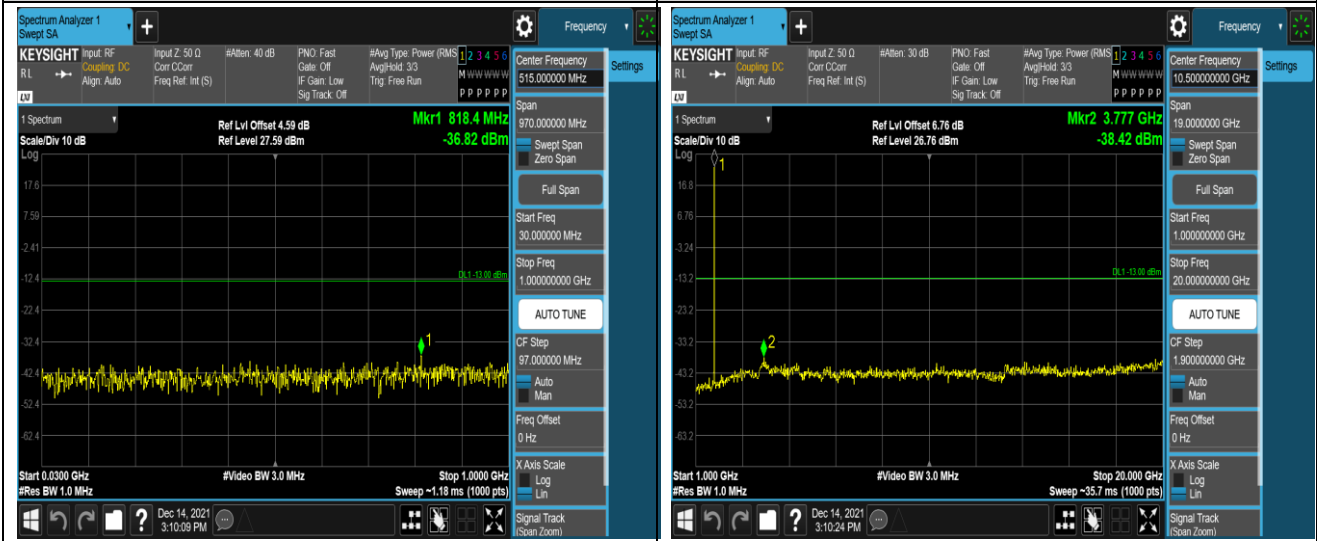 Spectrum Analyzer 1
Swept SA
+
Frequency
KEYSIGHT
RL
LXI
Input: RF
Coupling: DC
Align: Auto
Input Z: 50 Ω
Corr CCorr
Freq Ref: Int (S)
#Atten: 40 dB
PNO: Fast
Gate: Off
IF Gain: Low
Sig Track: Off
#Avg Type: Power (RMS
Avg|Hold: 3/3
Trig: Free Run
1 2 3 4 5 6
M W W W W W
P P P P P P
Center Frequency
515.000000 MHz
Settings
Span
970.000000 MHz
Swept Span
Zero Span
Full Span
Start Freq
30.000000 MHz
Stop Freq
1.000000000 GHz
AUTO TUNE
CF Step
97.000000 MHz
Auto
Man
Freq Offset
0 Hz
X Axis Scale
Log
Lin
Signal Track
(Span Zoom)
1 Spectrum
Scale/Div 10 dB
Log
Ref Lvl Offset 4.59 dB
Ref Level 27.59 dBm
Mkr1 818.4 MHz
-36.82 dBm
17.6
7.59
-2.41
-12.4
DL1 -13.00 dBm
-22.4
-32.4
1
-42.4
-52.4
-62.4
Start 0.0300 GHz
#Res BW 1.0 MHz
#Video BW 3.0 MHz
Stop 1.0000 GHz
Sweep ~1.18 ms (1000 pts)
?
Dec 14, 2021
3:10:09 PM
Spectrum Analyzer 1
Swept SA
+
Frequency
KEYSIGHT
RL
LXI
Input: RF
Coupling: DC
Align: Auto
Input Z: 50 Ω
Corr CCorr
Freq Ref: Int (S)
#Atten: 30 dB
PNO: Fast
Gate: Off
IF Gain: Low
Sig Track: Off
#Avg Type: Power (RMS
Avg|Hold: 3/3
Trig: Free Run
1 2 3 4 5 6
M W W W W W
P P P P P P
Center Frequency
10.500000000 GHz
Settings
Span
19.0000000 GHz
Swept Span
Zero Span
Full Span
Start Freq
1.000000000 GHz
Stop Freq
20.000000000 GHz
AUTO TUNE
CF Step
1.900000000 GHz
Auto
Man
Freq Offset
0 Hz
X Axis Scale
Log
Lin
Signal Track
(Span Zoom)
1 Spectrum
Scale/Div 10 dB
Log
Ref Lvl Offset 6.76 dB
Ref Level 26.76 dBm
Mkr2 3.777 GHz
-38.42 dBm
1
16.8
6.76
-3.24
-13.2
DL1 -13.00 dBm
-23.2
-33.2
2
-43.2
-53.2
-63.2
Start 1.000 GHz
#Res BW 1.0 MHz
#Video BW 3.0 MHz
Stop 20.000 GHz
Sweep ~35.7 ms (1000 pts)
?
Dec 14, 2021
3:10:24 PM